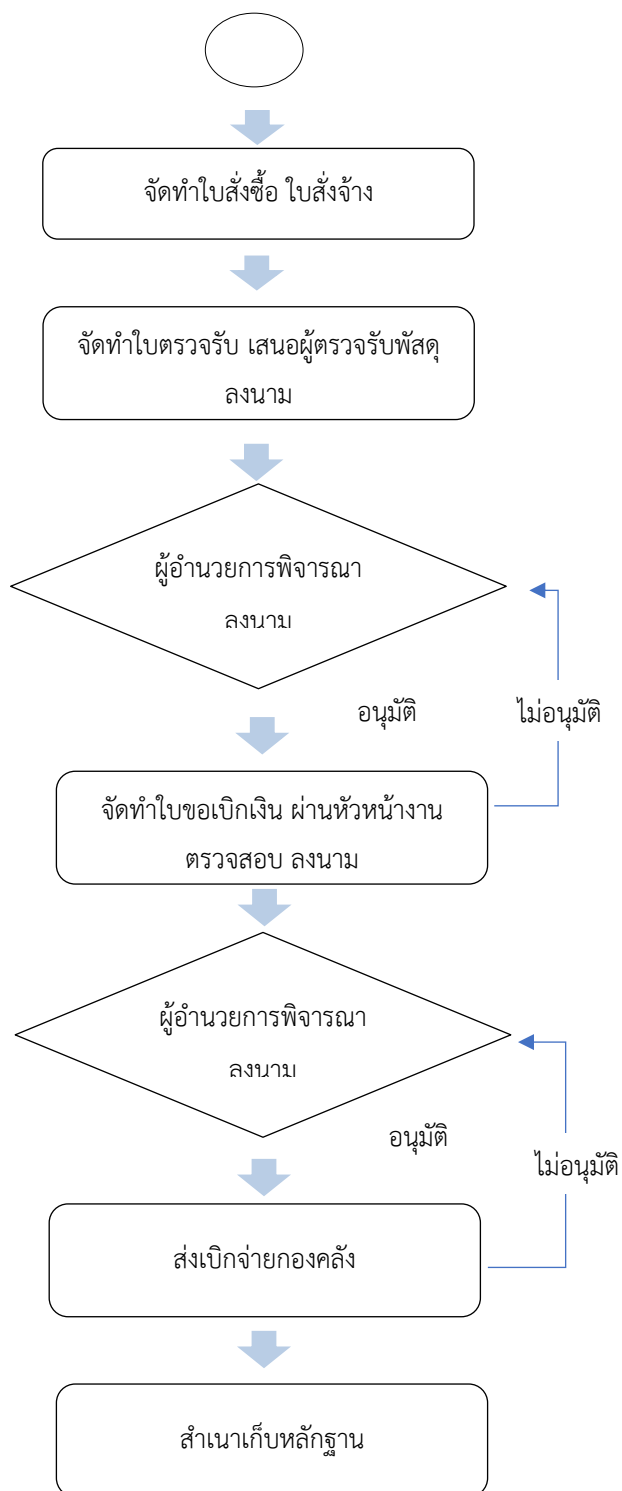 จัดทำใบสั่งซื้อ ใบสั่งจ้าง
จัดทำใบตรวจรับ เสนอผู้ตรวจรับพัสดุ
ลงนาม
ผู้อำนวยการพิจารณา
ลงนาม
อนุมัติ
ไม่อนุมัติ
จัดทำใบขอเบิกเงิน ผ่านหัวหน้างาน
ตรวจสอบ ลงนาม
ผู้อำนวยการพิจารณา
ลงนาม
อนุมัติ
ไม่อนุมัติ
ส่งเบิกจ่ายกองคลัง
สำเนาเก็บหลักฐาน